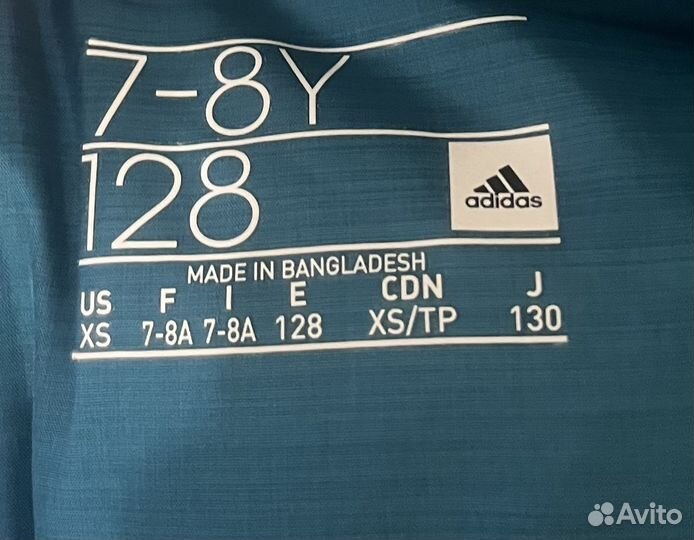 7-8Y
128
adidas
MADE IN BANGLADESH
US F I E CDN J
XS 7-8A 7-8A 128 XS/TP 130
Avito